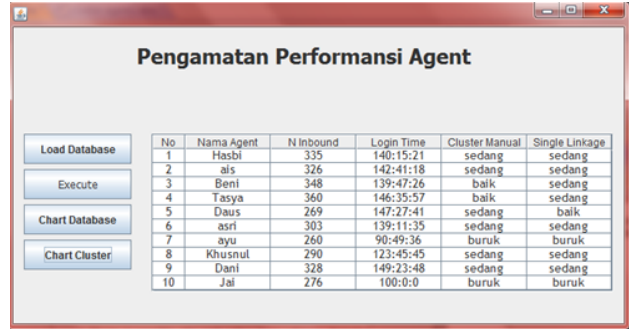 Pengamatan Performansi Agent
Load Database
Execute
Chart Database
Chart Cluster
No Nama Agent N Inbound Login Time Cluster Manual Single Linkage
1 Hasbi 335 140:15:21 sedang sedang
2 ais 326 142:41:18 sedang sedang
3 Beni 348 139:47:26 baik sedang
4 Tasya 360 146:35:57 baik sedang
5 Daus 269 147:27:41 sedang baik
6 asri 303 139:11:35 sedang sedang
7 ayu 260 90:49:36 buruk buruk
8 Khusnul 290 123:45:45 sedang sedang
9 Dani 328 149:23:48 sedang sedang
10 Jai 276 100:0:0 buruk buruk